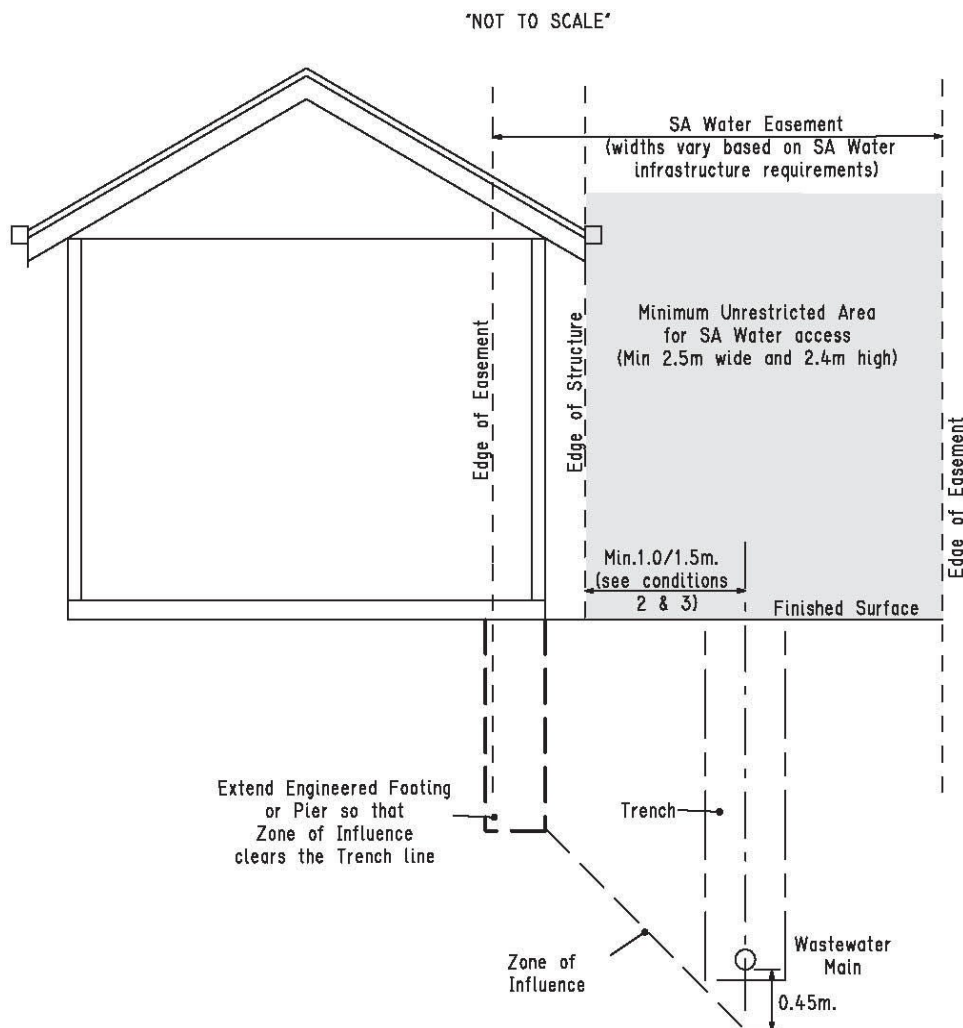 "NOT TO SCALE"
SA Water Easement
(widths vary based on SA Water
infrastructure requirements)
Minimum Unrestricted Area
for SA Water access
(Min 2.5m wide and 2.4m high)
Edge of Easement
Edge of Structure
Edge of Easement
Min.1.0/1.5m.
(see conditions
2 & 3)
Finished Surface
Extend Engineered Footing
or Pier so that
Zone of Influence
clears the Trench line
Trench
Zone of
Influence
Wastewater
Main
0.45m.